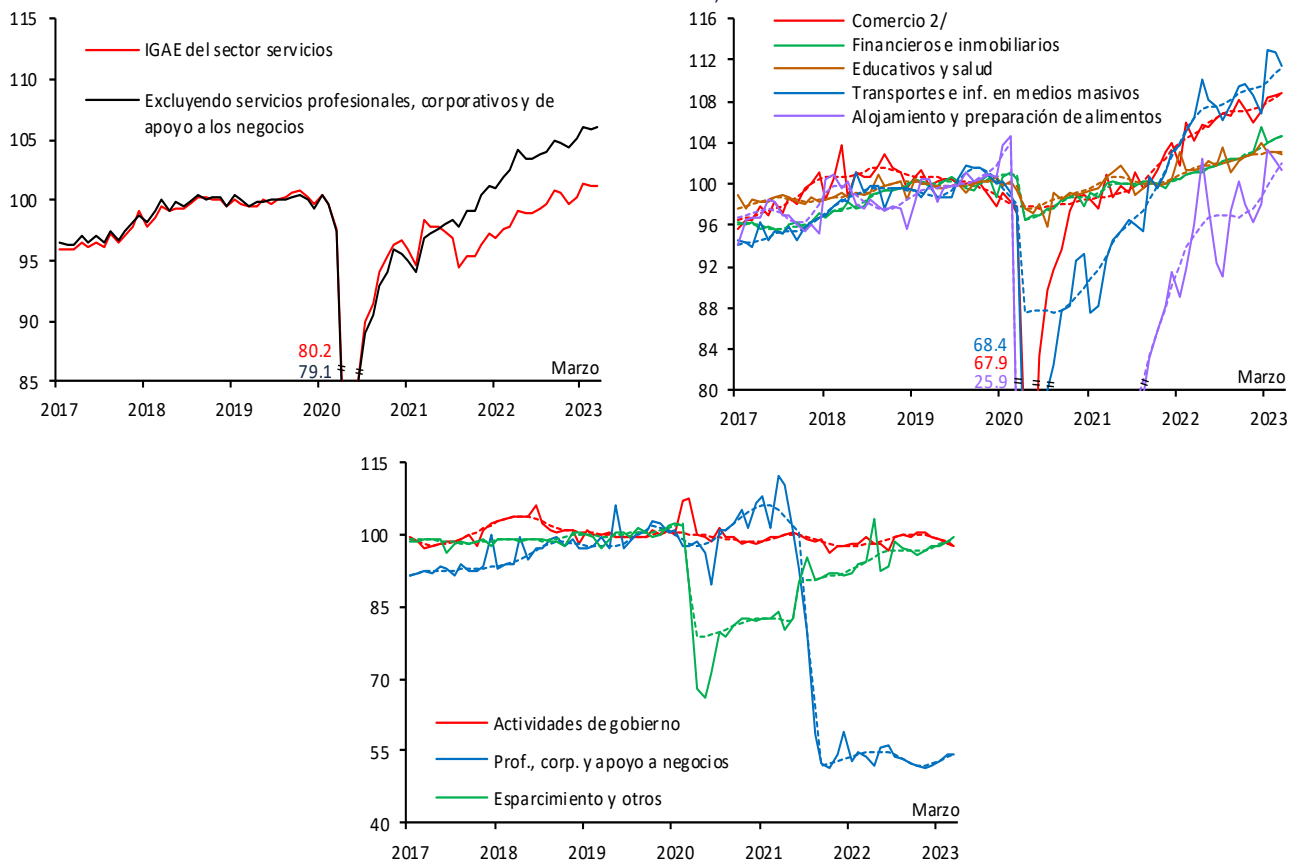 115
110
105
100
95
90
85
IGAE del sector servicios
Excluyendo servicios profesionales, corporativos y de
apoyo a los negocios
80.2
79.1
Marzo
2017 2018 2019 2020 2021 2022 2023
116
112
108
104
100
96
92
88
84
80
Comercio 2/
Financieros e inmobiliarios
Educativos y salud
Transportes e inf. en medios masivos
Alojamiento y preparación de alimentos
68.4
67.9
25.9
Marzo
2017 2018 2019 2020 2021 2022 2023
115
100
85
70
55
40
Actividades de gobierno
Prof., corp. y apoyo a negocios
Esparcimiento y otros
Marzo
2017 2018 2019 2020 2021 2022 2023